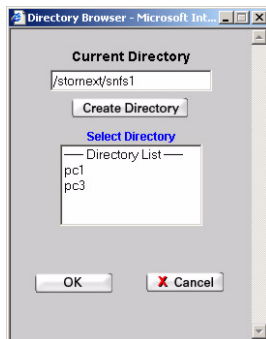 Directory Browser - Microsoft Int...
Current Directory
/stornext/snfs1
Create Directory
Select Directory
── Directory List ──
pc1
pc3
OK
X Cancel